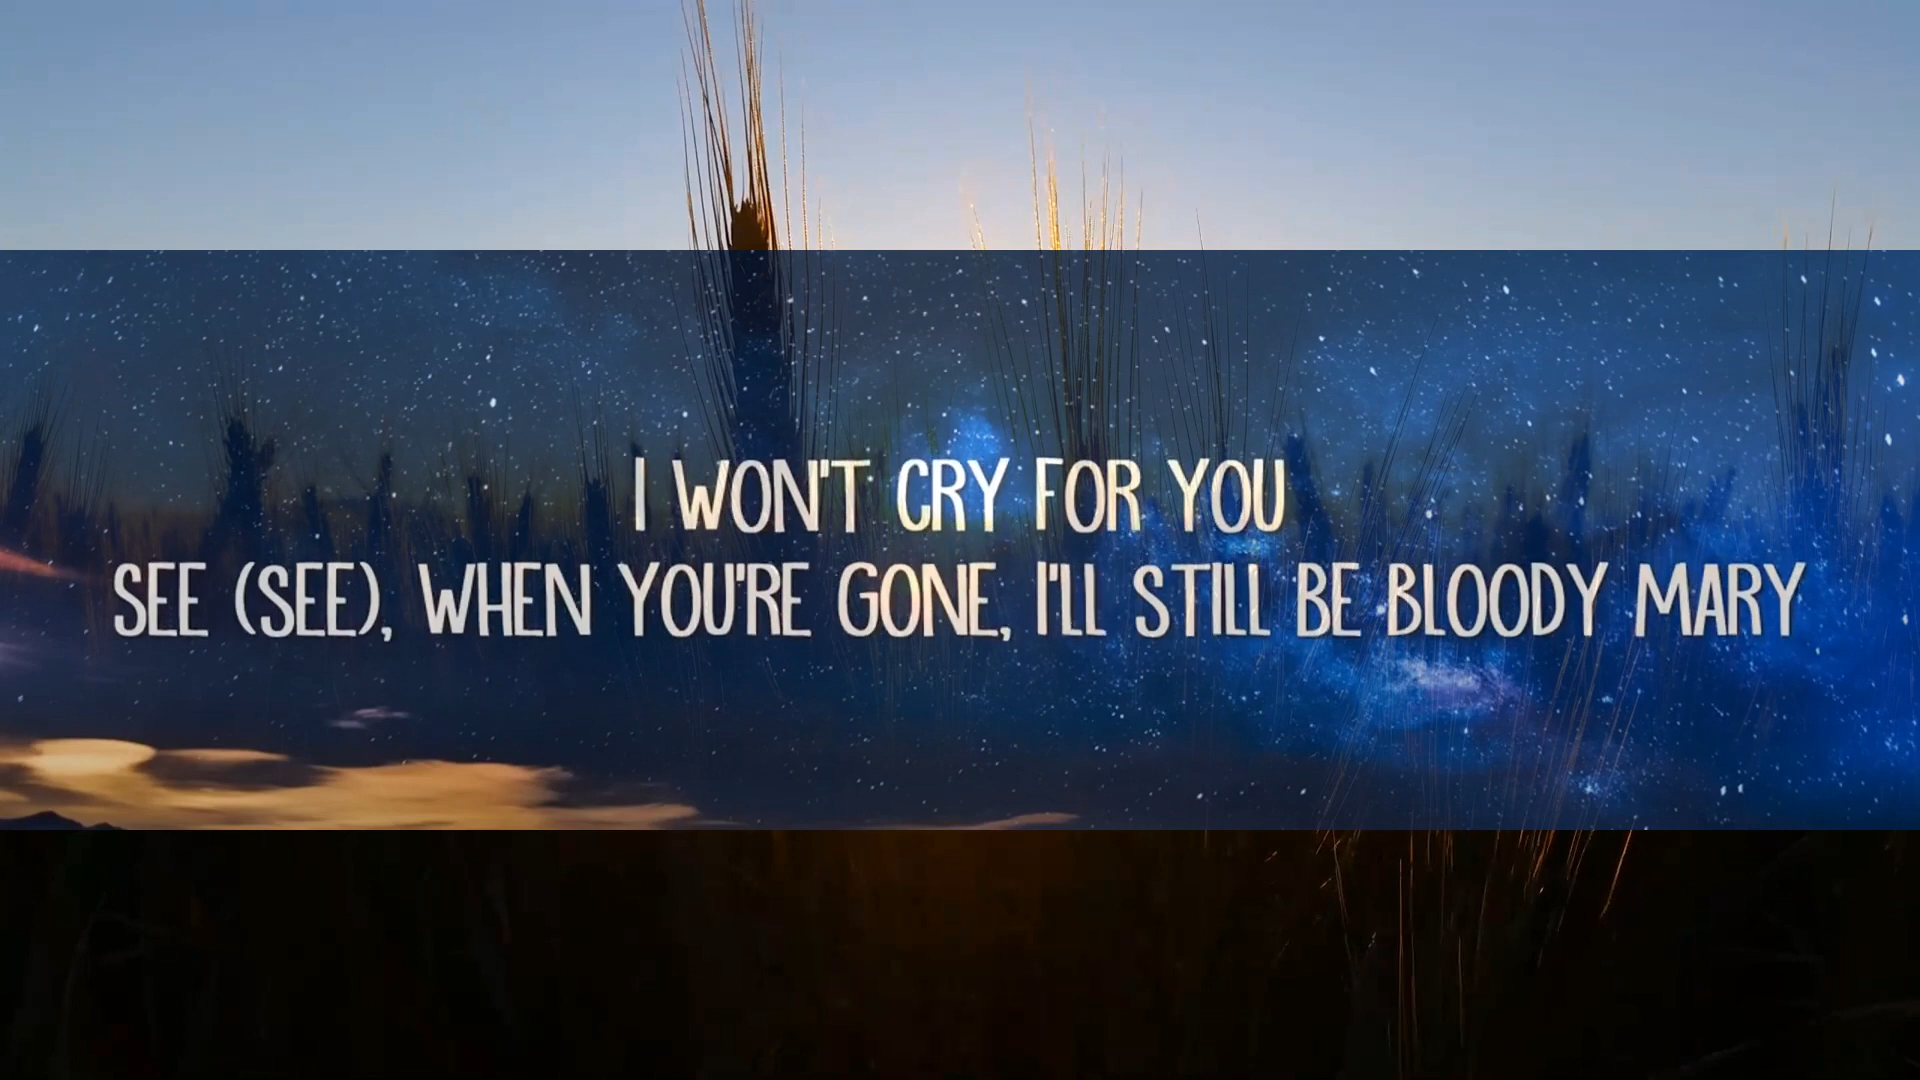 I WON'T CRY FOR YOU
SEE (SEE), WHEN YOU'RE GONE, I'LL STILL BE BLOODY MARY